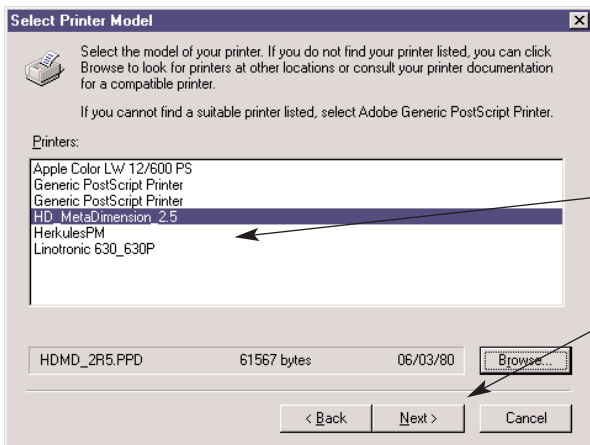 Select Printer Model
Select the model of your printer. If you do not find your printer listed, you can click
Browse to look for printers at other locations or consult your printer documentation
for a compatible printer.
If you cannot find a suitable printer listed, select Adobe Generic PostScript Printer.
Printers:
Apple Color LW 12/600 PS
Generic PostScript Printer
Generic PostScript Printer
HD_MetaDimension_2.5
HerkulesPM
Linotronic 630_630P
HDMD_2R5.PPD 61567 bytes 06/03/80 Browse...
< Back Next > Cancel